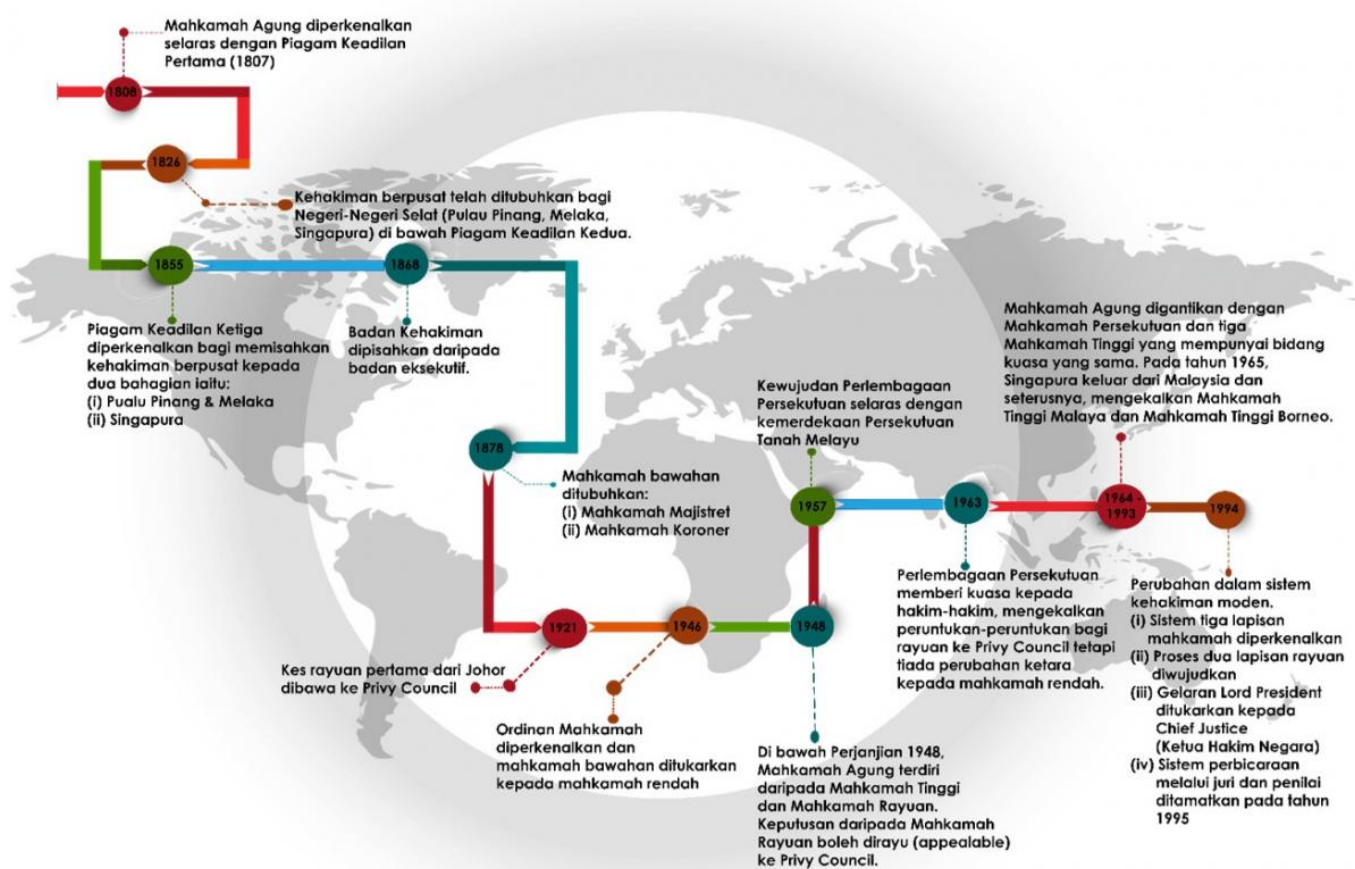 Mahkamah Agung diperkenalkan
selaras dengan Piagam Keadilan
Pertama (1807)
1808
1826
Kehakiman berpusat telah ditubuhkan bagi
Negeri-Negeri Selat (Pulau Pinang, Melaka,
Singapura) di bawah Piagam Keadilan Kedua.
1855
Piagam Keadilan Ketiga
diperkenalkan bagi memisahkan
kehakiman berpusat kepada
dua bahagian iaitu:
(i) Pualu Pinang & Melaka
(ii) Singapura
1868
Badan Kehakiman
dipisahkan daripada
badan eksekutif.
1878
Mahkamah bawahan
ditubuhkan:
(i) Mahkamah Majistret
(ii) Mahkamah Koroner
1921
Kes rayuan pertama dari Johor
dibawa ke Privy Council
1946
Ordinan Mahkamah
diperkenalkan dan
mahkamah bawahan ditukarkan
kepada mahkamah rendah
1948
Di bawah Perjanjian 1948,
Mahkamah Agung terdiri
daripada Mahkamah Tinggi
dan Mahkamah Rayuan.
Keputusan daripada Mahkamah
Rayuan boleh dirayu (appealable)
ke Privy Council.
Kewujudan Perlembagaan
Persekutuan selaras dengan
kemerdekaan Persekutuan
Tanah Melayu
1957
1963
Perlembagaan Persekutuan
memberi kuasa kepada
hakim-hakim, mengekalkan
peruntukan-peruntukan bagi
rayuan ke Privy Council tetapi
tiada perubahan ketara
kepada mahkamah rendah.
Mahkamah Agung digantikan dengan
Mahkamah Persekutuan dan tiga
Mahkamah Tinggi yang mempunyai bidang
kuasa yang sama. Pada tahun 1965,
Singapura keluar dari Malaysia dan
seterusnya, mengekalkan Mahkamah
Tinggi Malaya dan Mahkamah Tinggi Borneo.
1964 -
1993
1994
Perubahan dalam sistem
kehakiman moden.
(i) Sistem tiga lapisan
mahkamah diperkenalkan
(ii) Proses dua lapisan rayuan
diwujudkan
(iii) Gelaran Lord President
ditukarkan kepada
Chief Justice
(Ketua Hakim Negara)
(iv) Sistem perbicaraan
melalui juri dan penilai
ditamatkan pada tahun
1995